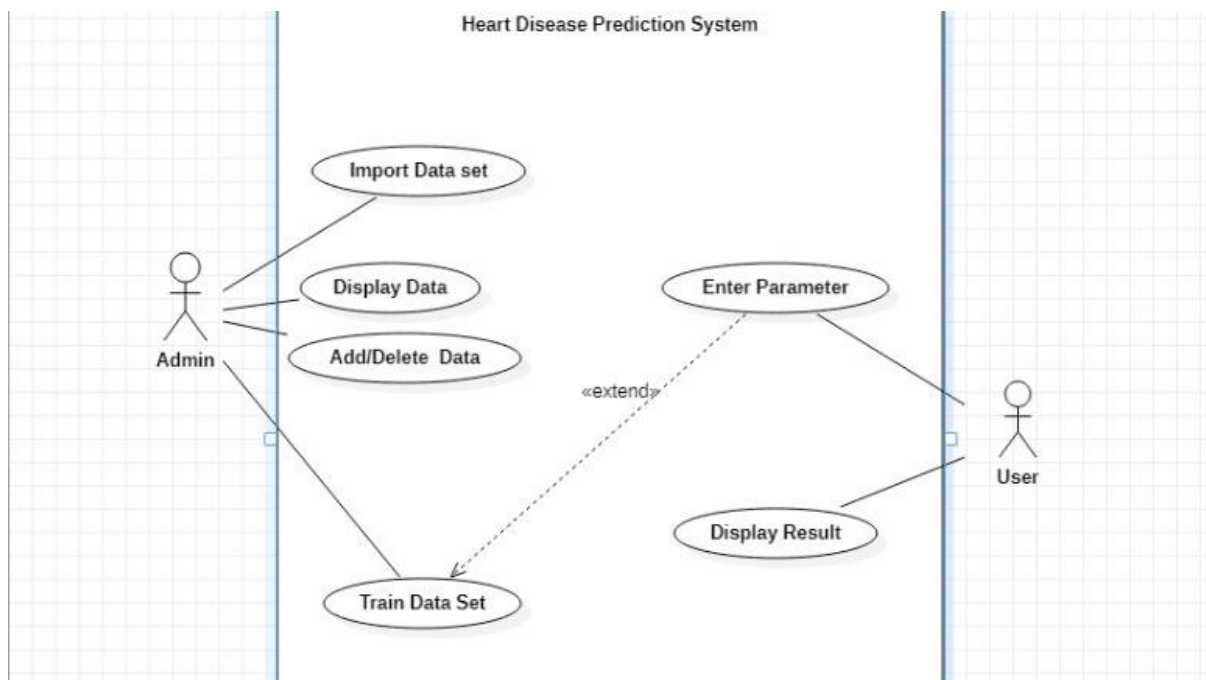 Heart Disease Prediction System
Import Data set
Display Data
Enter Parameter
Add/Delete Data
Admin
«extend»
User
Display Result
Train Data Set